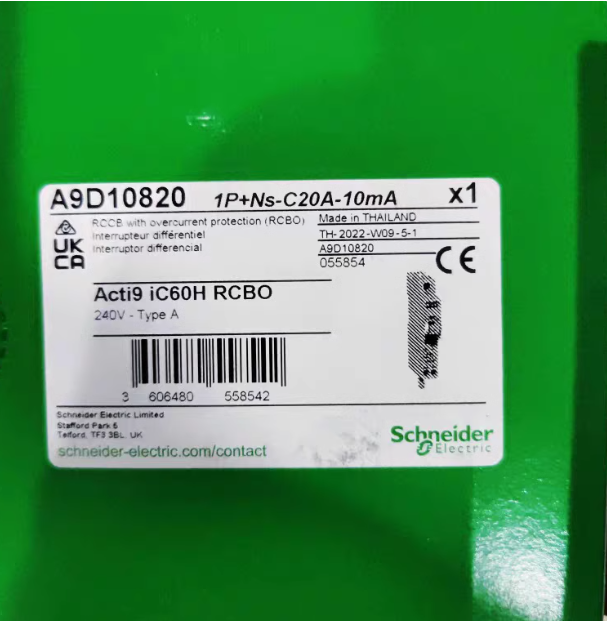 A9D10820 1P+Ns-C20A-10mA x1
RCCB with overcurrent protection (RCBO)
Interrupteur différentiel
Interruptor differencial
Made in THAILAND
TH-2022-W09-5-1
A9D10820
055854
UK
CA
CE
Acti9 iC60H RCBO
240V - Type A
3 606480 558542
Schneider Electric Limited
Stafford Park 5
Telford, TF3 3BL, UK
schneider-electric.com/contact
Schneider
Electric